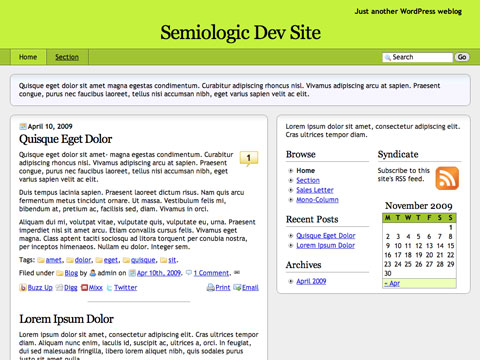 Just another WordPress weblog
Semiologic Dev Site
Home Section Search Go
Quisque eget dolor sit amet magna egestas condimentum. Curabitur adipiscing rhoncus nisl. Vivamus adipiscing arcu at sapien. Praesent
congue, purus nec faucibus laoreet, tellus nisi accumsan nibh, eget varius sapien velit ac elit.
April 10, 2009
Quisque Eget Dolor
1
Quisque eget dolor sit amet- magna egestas condimentum. Curabitur
adipiscing rhoncus nisl. Vivamus adipiscing arcu at sapien. Praesent
congue, purus nec faucibus laoreet, tellus nisi accumsan nibh, eget
varius sapien velit ac elit.
Duis tempus lacinia sapien. Praesent laoreet dictum risus. Nam quis arcu
fermentum metus tincidunt ornare. Ut massa. Vestibulum felis mi,
bibendum at, pretium ac, facilisis sed, diam. Vivamus in orci.
Aliquam dui mi, volutpat vitae, vulputate quis, vulputate eu, urna. Praesent
imperdiet nisi sit amet arcu. Etiam convallis cursus felis. Vivamus eget
magna. Class aptent taciti sociosqu ad litora torquent per conubia nostra,
per inceptos himenaeos. Nullam eu dolor. Integer sem.
Tags: amet, dolor, eget, quisque, sit.
Filed under Blog by admin on Apr 10th, 2009. 1 Comment.
Buzz Up Digg Mixx Twitter Print Email
Lorem Ipsum Dolor
Lorem ipsum dolor sit amet, consectetur adipiscing elit. Curabitur
adipiscing. Aliquam nunc enim, iaculis id, suscipit ac, ultrices a, orci. In feugiat,
dui sed malesuada fringilla, libero lorem aliquet nibh, quis sodales purus
justo sit amet nulla
Lorem ipsum dolor sit amet, consectetur adipiscing elit.
Cras ultrices tempor diam.
Browse
Home
Section
Sales Letter
Mono-Column
Recent Posts
Quisque Eget Dolor
Lorem Ipsum Dolor
Archives
April 2009
Syndicate
Subscribe to this
site's RSS feed.
November 2009
M T W T F S S
1
2 3 4 5 6 7 8
9 10 11 12 13 14 15
16 17 18 19 20 21 22
23 24 25 26 27 28 29
30
« Apr